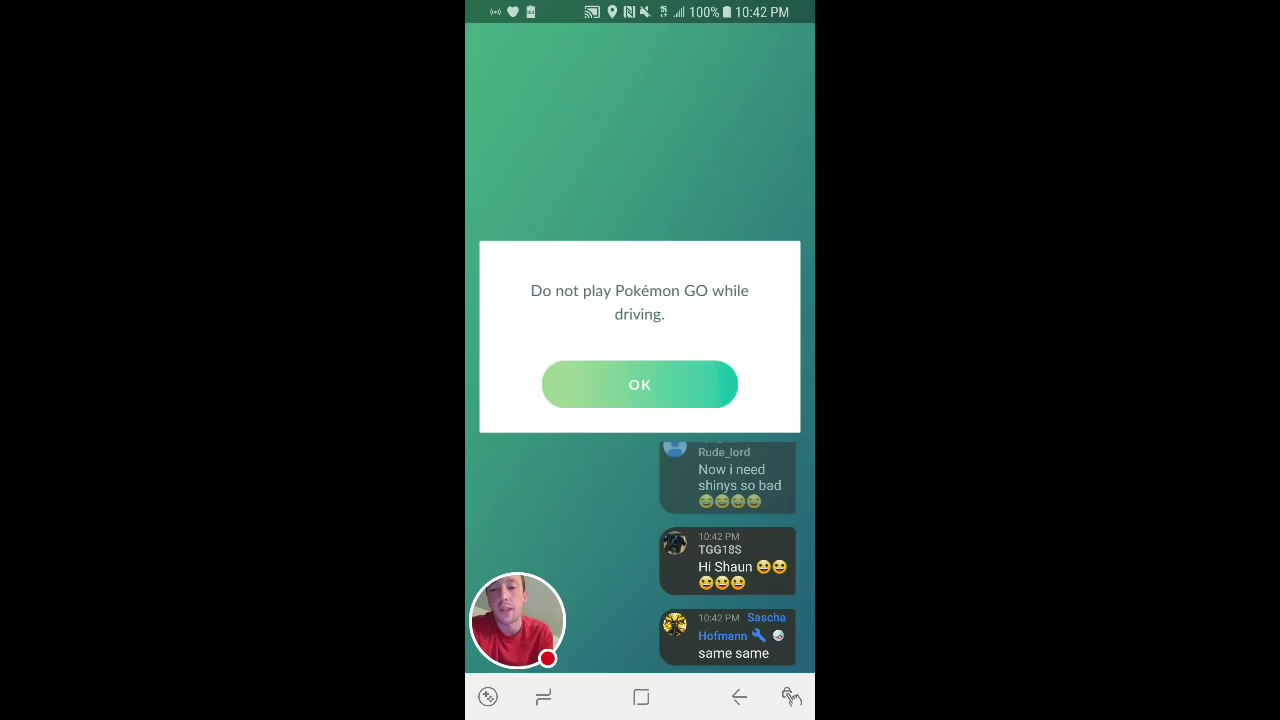 100% 10:42 PM
Do not play Pokémon GO while
driving.
OK
Rude_lord
Now i need
shinys so bad
😂😂😂😂
10:42 PM
TGG18S
Hi Shaun 😆😆
😆😆😆
10:42 PM Sascha
Hofmann
same same